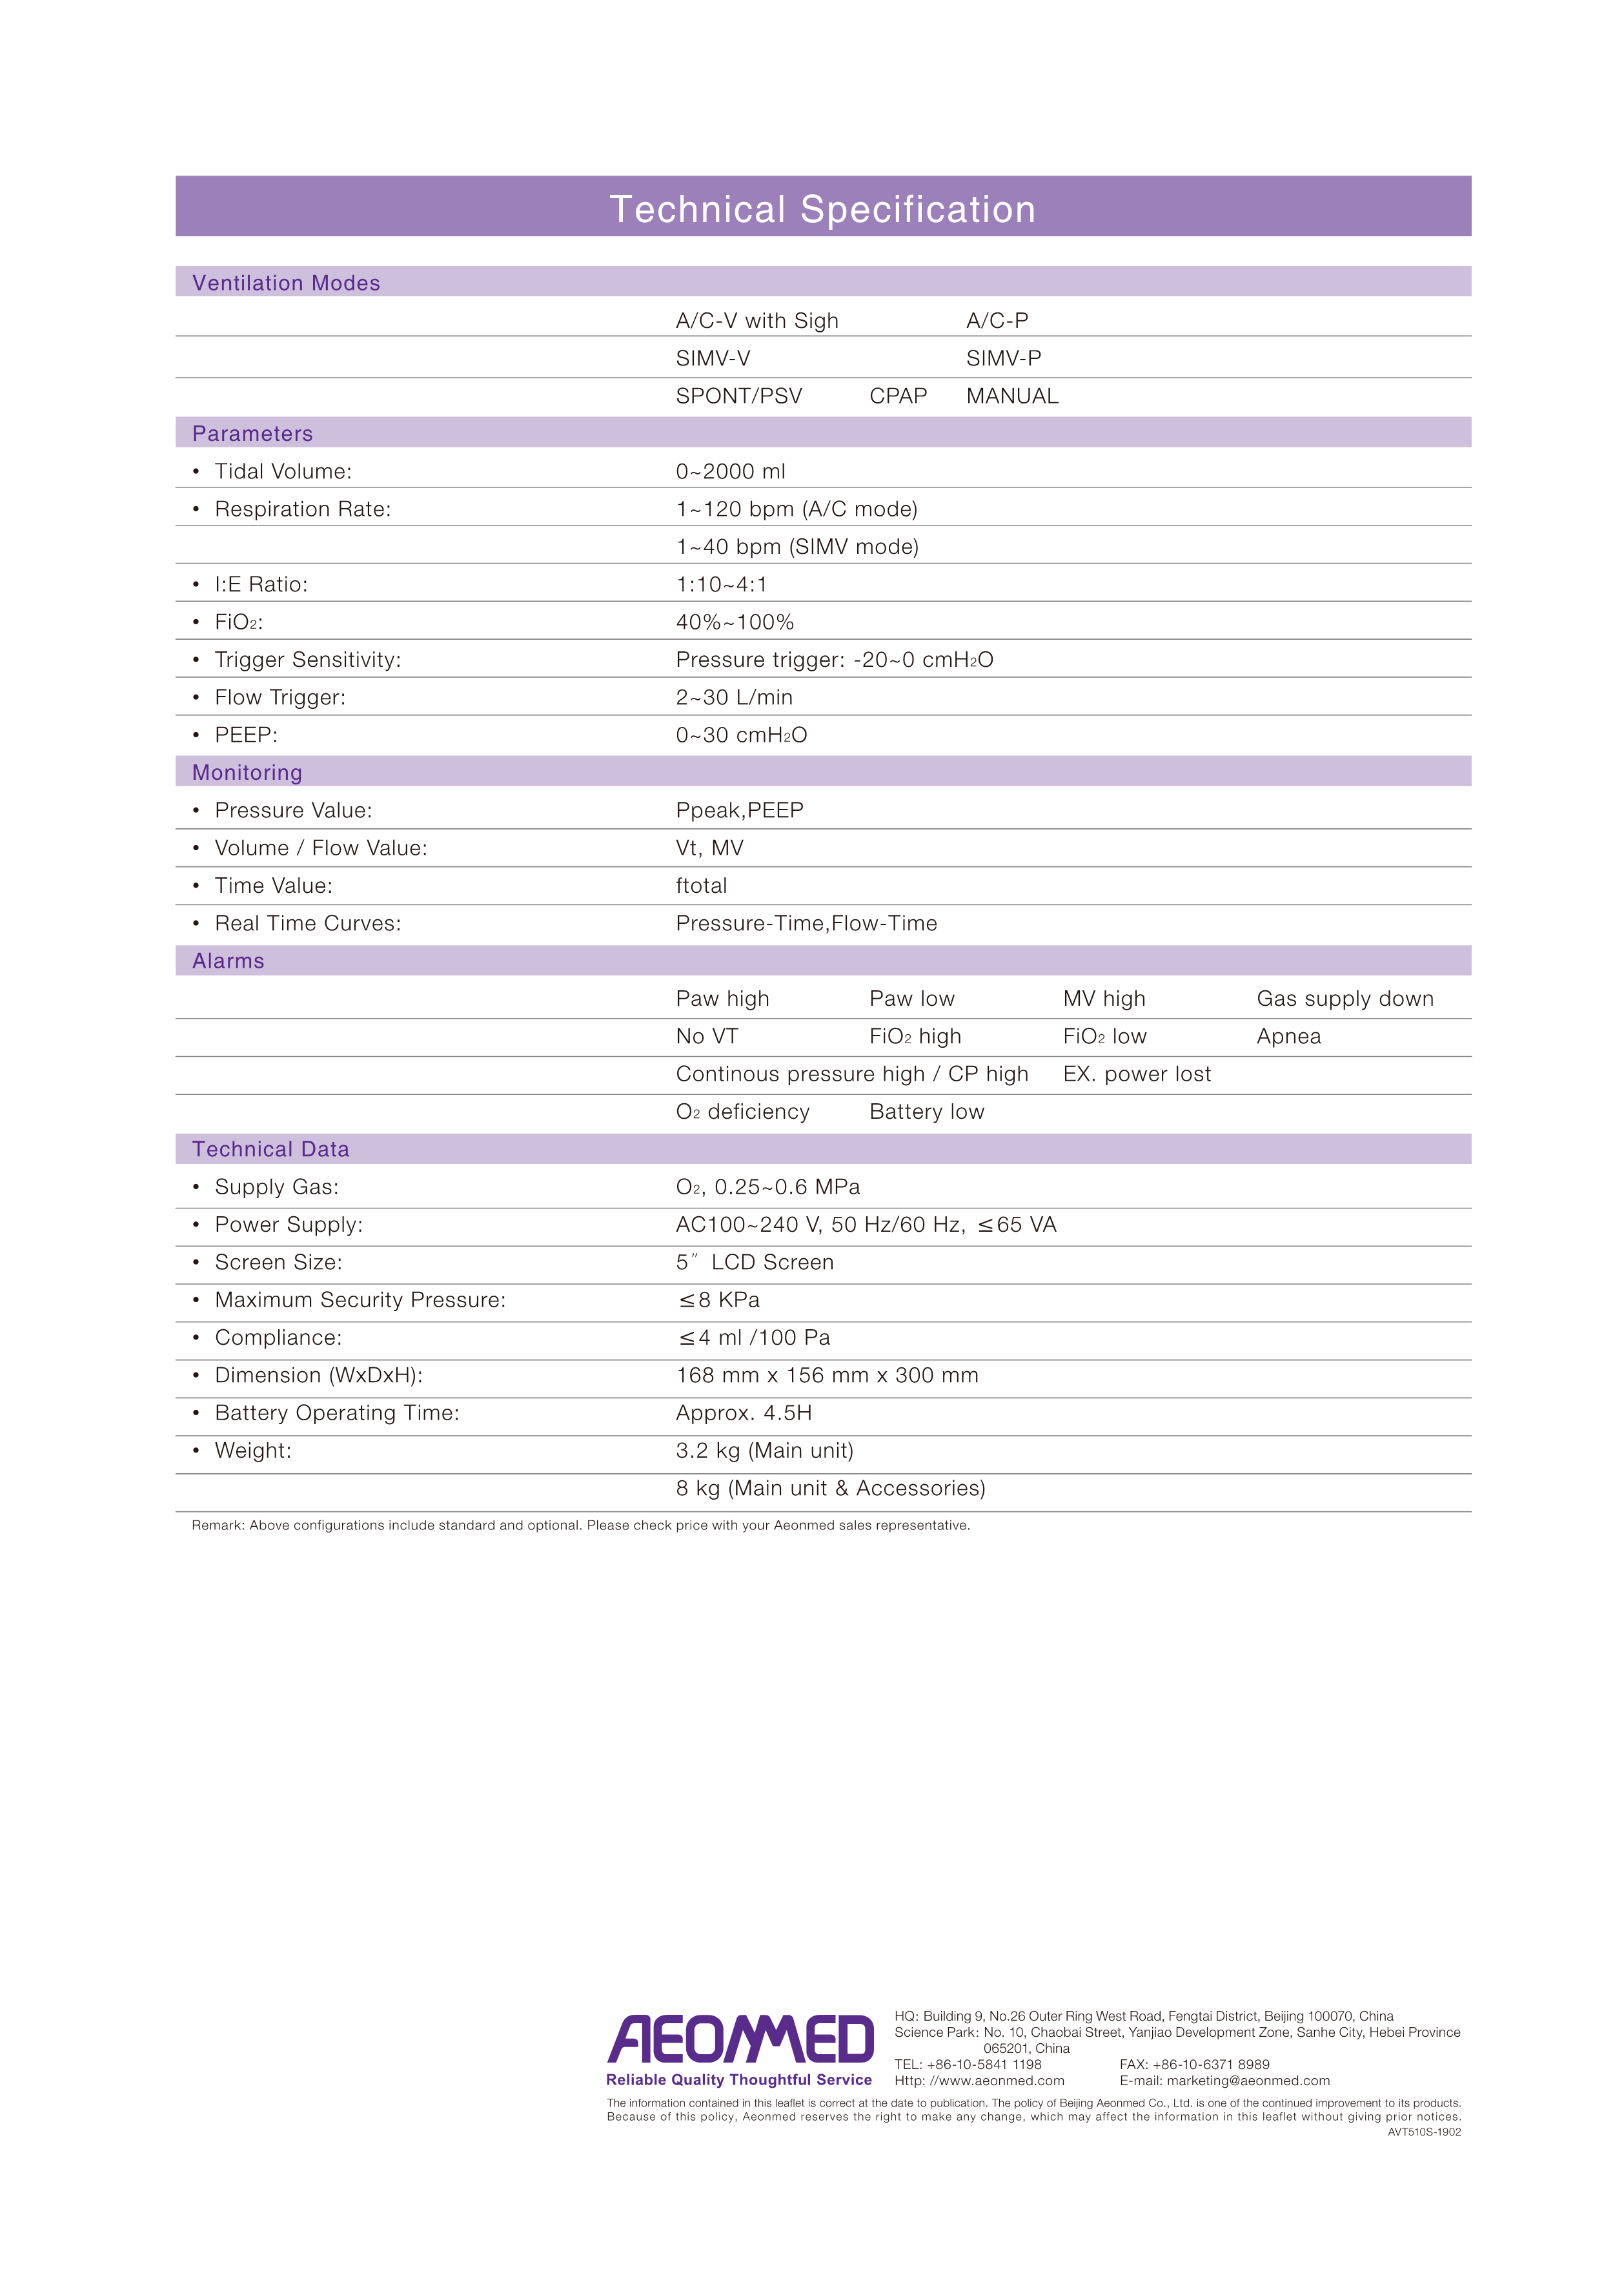 Technical Specification
Ventilation Modes
A/C-V with Sigh A/C-P
SIMV-V SIMV-P
SPONT/PSV CPAP MANUAL
Parameters
• Tidal Volume: 0~2000 ml
• Respiration Rate: 1~120 bpm (A/C mode)
1~40 bpm (SIMV mode)
• I:E Ratio: 1:10~4:1
• FiO₂: 40%~100%
• Trigger Sensitivity: Pressure trigger: -20~0 cmH₂O
• Flow Trigger: 2~30 L/min
• PEEP: 0~30 cmH₂O
Monitoring
• Pressure Value: Ppeak,PEEP
• Volume / Flow Value: Vt, MV
• Time Value: ftotal
• Real Time Curves: Pressure-Time,Flow-Time
Alarms
Paw high Paw low MV high Gas supply down
No VT FiO₂ high FiO₂ low Apnea
Continous pressure high / CP high EX. power lost
O₂ deficiency Battery low
Technical Data
• Supply Gas: O₂, 0.25~0.6 MPa
• Power Supply: AC100~240 V, 50 Hz/60 Hz, ≤65 VA
• Screen Size: 5″ LCD Screen
• Maximum Security Pressure: ≤8 KPa
• Compliance: ≤4 ml /100 Pa
• Dimension (WxDxH): 168 mm x 156 mm x 300 mm
• Battery Operating Time: Approx. 4.5H
• Weight: 3.2 kg (Main unit)
8 kg (Main unit & Accessories)
Remark: Above configurations include standard and optional. Please check price with your Aeonmed sales representative.
AEONMED
Reliable Quality Thoughtful Service
HQ: Building 9, No.26 Outer Ring West Road, Fengtai District, Beijing 100070, China
Science Park: No. 10, Chaobai Street, Yanjiao Development Zone, Sanhe City, Hebei Province
065201, China
TEL: +86-10-5841 1198 FAX: +86-10-6371 8989
Http: //www.aeonmed.com E-mail: marketing@aeonmed.com
The information contained in this leaflet is correct at the date to publication. The policy of Beijing Aeonmed Co., Ltd. is one of the continued improvement to its products.
Because of this policy, Aeonmed reserves the right to make any change, which may affect the information in this leaflet without giving prior notices.
AVT510S-1902